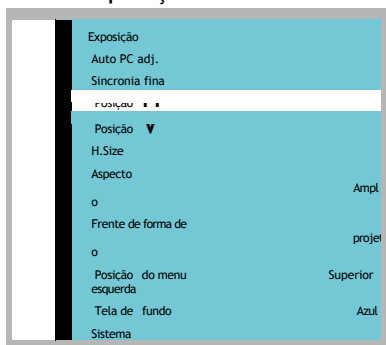 Exposição
Auto PC adj.
Sincronia fina
Posição
Posição V
H.Size
Aspecto
Ampl
o
Frente de forma de
projet
o
Posição do menu Superior
esquerda
Tela de fundo Azul
Sistema